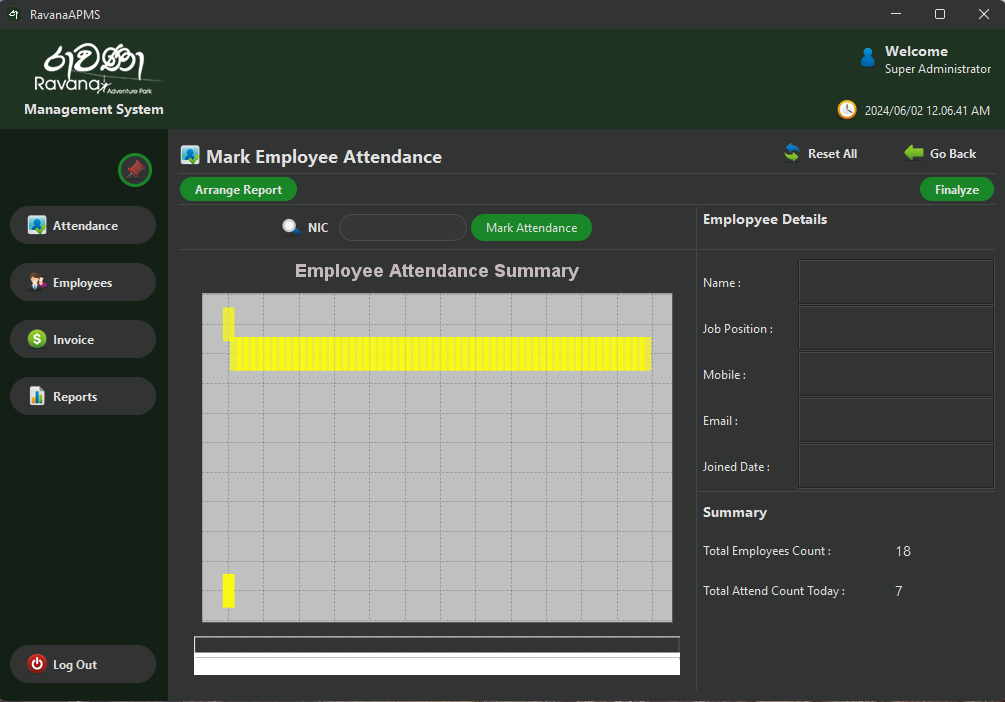 RavanaAPMS
රාවණා
Ravana
Adventure Park
Management System
Welcome
Super Administrator
2024/06/02 12.06.41 AM
Mark Employee Attendance
Reset All
Go Back
Arrange Report
Finalyze
Attendance
Employees
Invoice
Reports
Log Out
NIC
Mark Attendance
Employee Attendance Summary
Emplopyee Details
Name :
Job Position :
Mobile :
Email :
Joined Date :
Summary
Total Employees Count : 18
Total Attend Count Today : 7